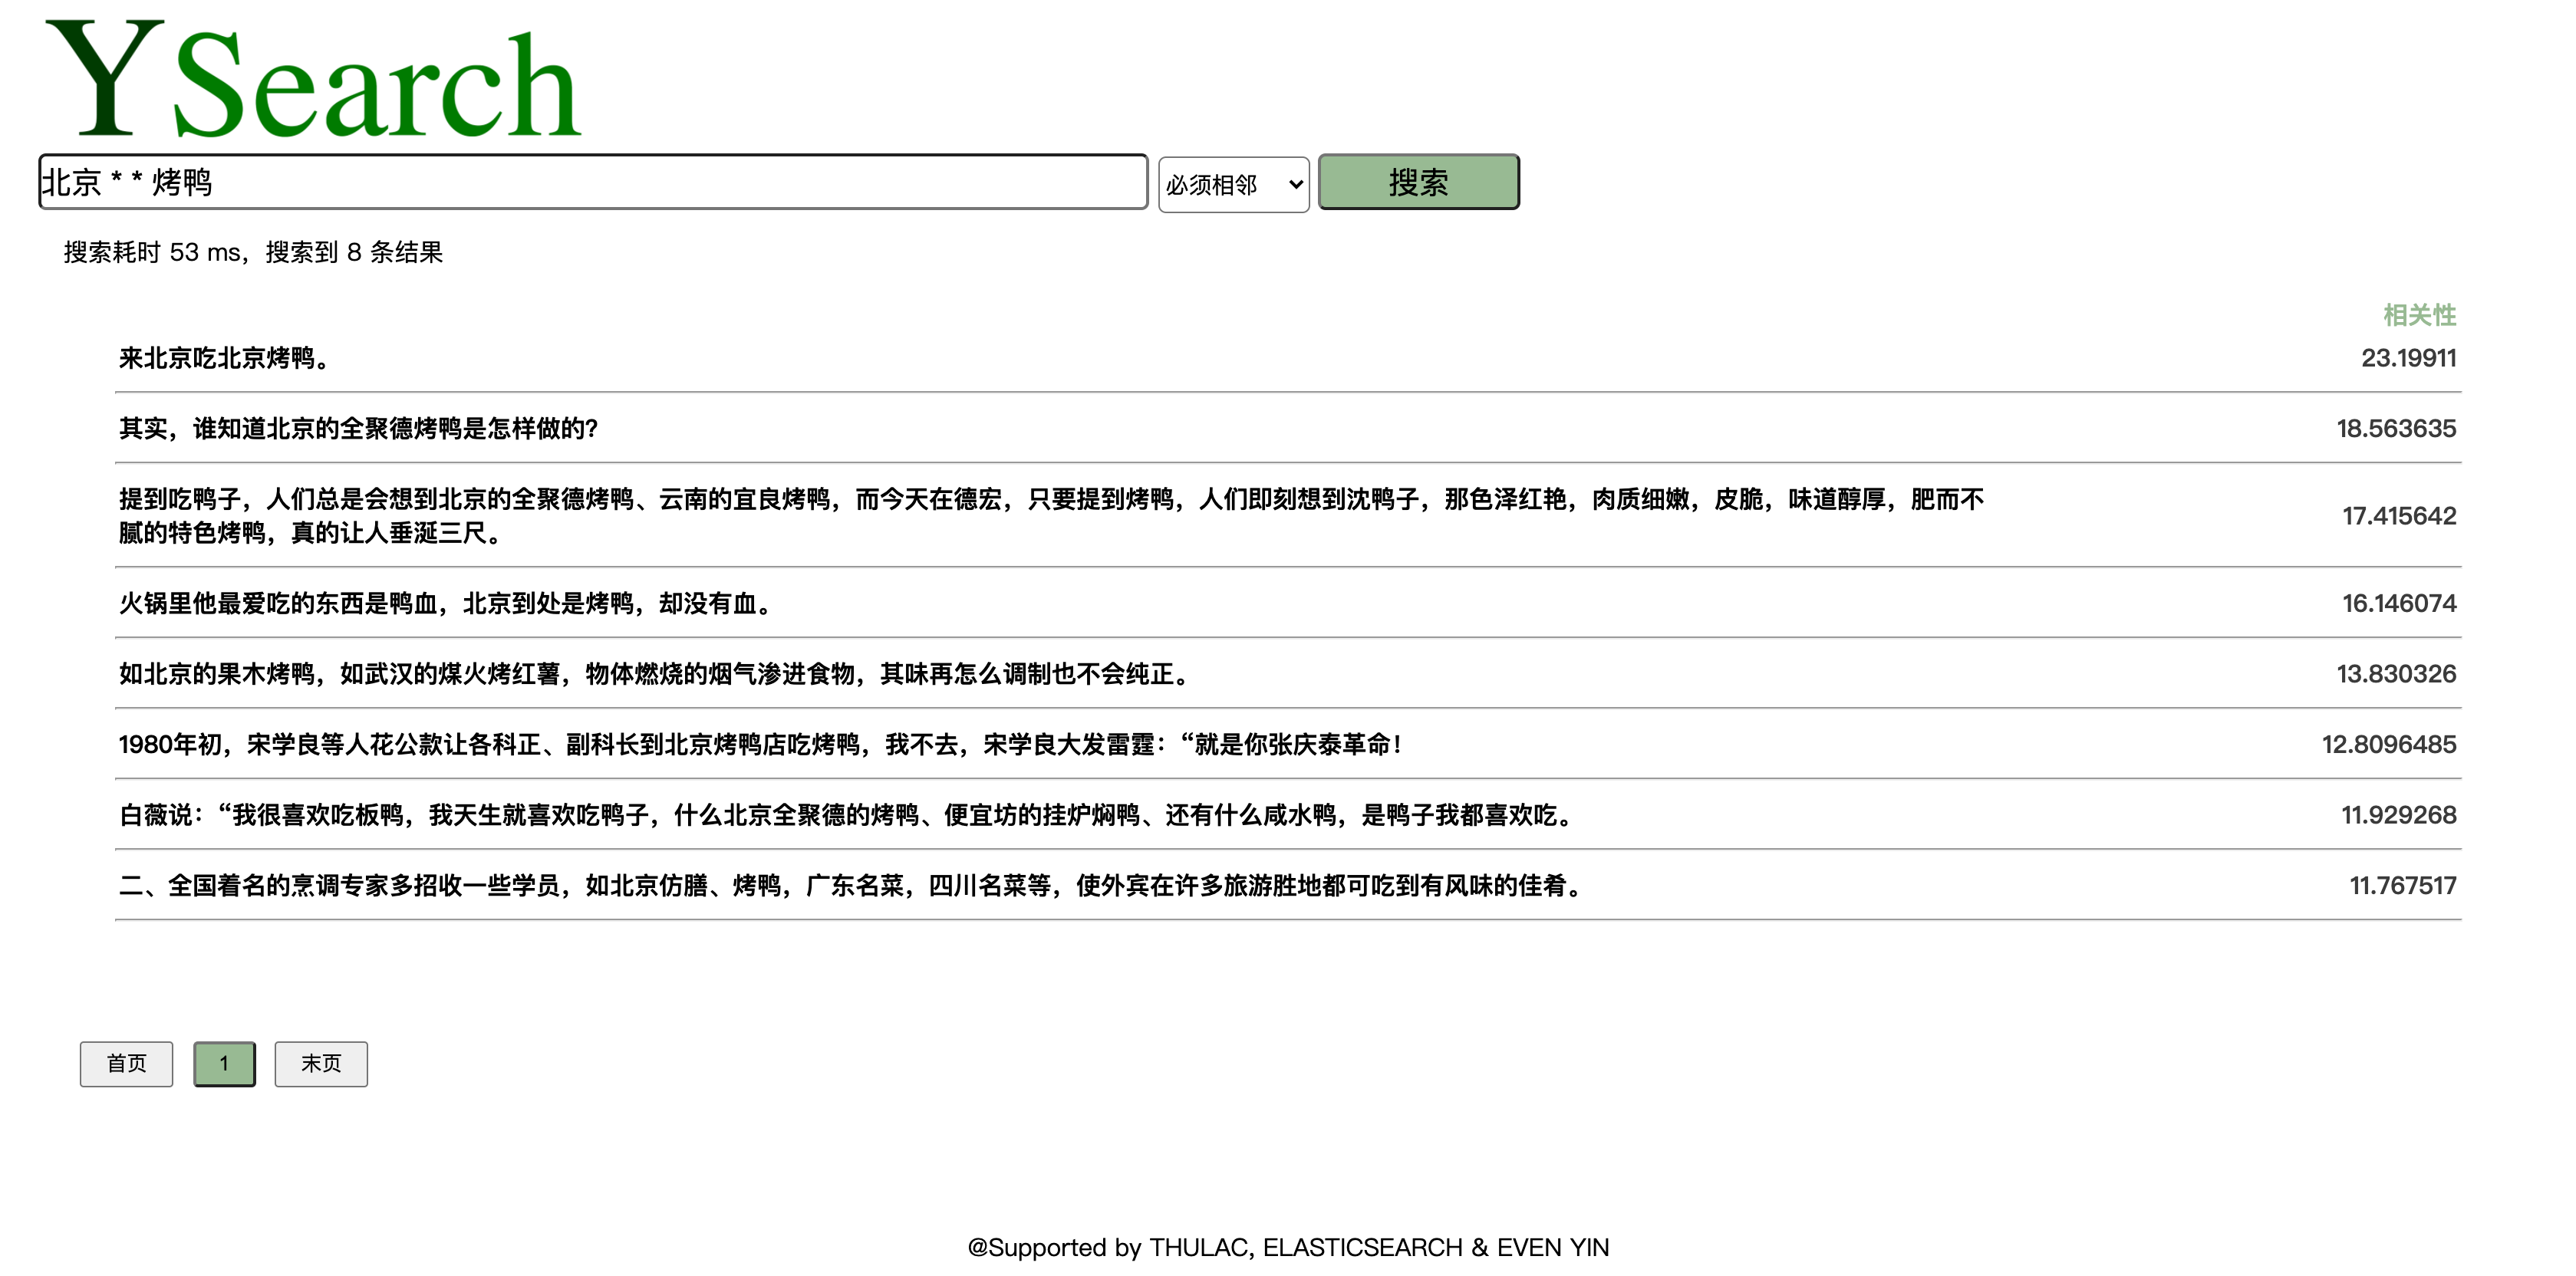 YSearch
北京 * * 烤鸭
必须相邻
搜索
搜索耗时 53 ms，搜索到 8 条结果
相关性
来北京吃北京烤鸭。 23.19911
其实，谁知道北京的全聚德烤鸭是怎样做的? 18.563635
提到吃鸭子，人们总是会想到北京的全聚德烤鸭、云南的宜良烤鸭，而今天在德宏，只要提到烤鸭，人们即刻想到沈鸭子，那色泽红艳，肉质细嫩，皮脆，味道醇厚，肥而不
腻的特色烤鸭，真的让人垂涎三尺。 17.415642
火锅里他最爱吃的东西是鸭血，北京到处是烤鸭，却没有血。 16.146074
如北京的果木烤鸭，如武汉的煤火烤红薯，物体燃烧的烟气渗进食物，其味再怎么调制也不会纯正。 13.830326
1980年初，宋学良等人花公款让各科正、副科长到北京烤鸭店吃烤鸭，我不去，宋学良大发雷霆：“就是你张庆泰革命！ 12.8096485
白薇说：“我很喜欢吃板鸭，我天生就喜欢吃鸭子，什么北京全聚德的烤鸭、便宜坊的挂炉焖鸭、还有什么咸水鸭，是鸭子我都喜欢吃。 11.929268
二、全国着名的烹调专家多招收一些学员，如北京仿膳、烤鸭，广东名菜，四川名菜等，使外宾在许多旅游胜地都可吃到有风味的佳肴。 11.767517
首页 1 末页
@Supported by THULAC, ELASTICSEARCH & EVEN YIN